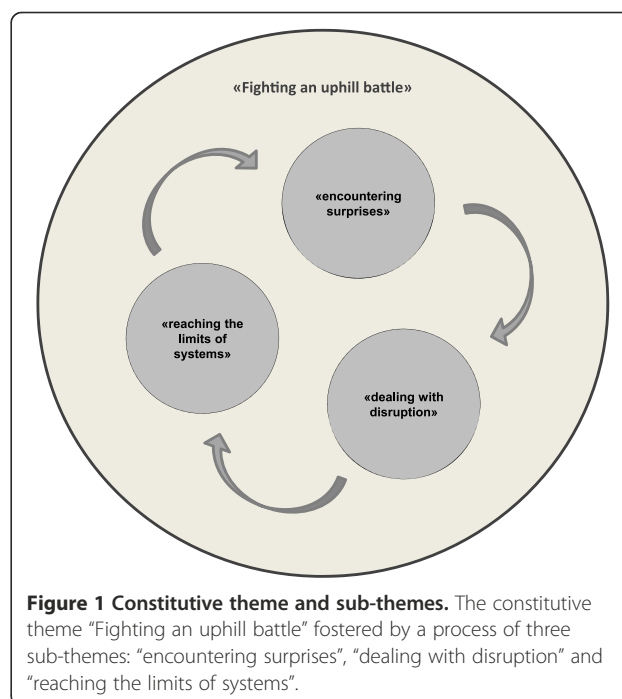 «Fighting an uphill battle»
«encountering
surprises»
«reaching the
limits of
systems»
«dealing with
disruption»
Figure 1 Constitutive theme and sub-themes. The constitutive
theme “Fighting an uphill battle” fostered by a process of three
sub-themes: “encountering surprises”, “dealing with disruption” and
“reaching the limits of systems”.